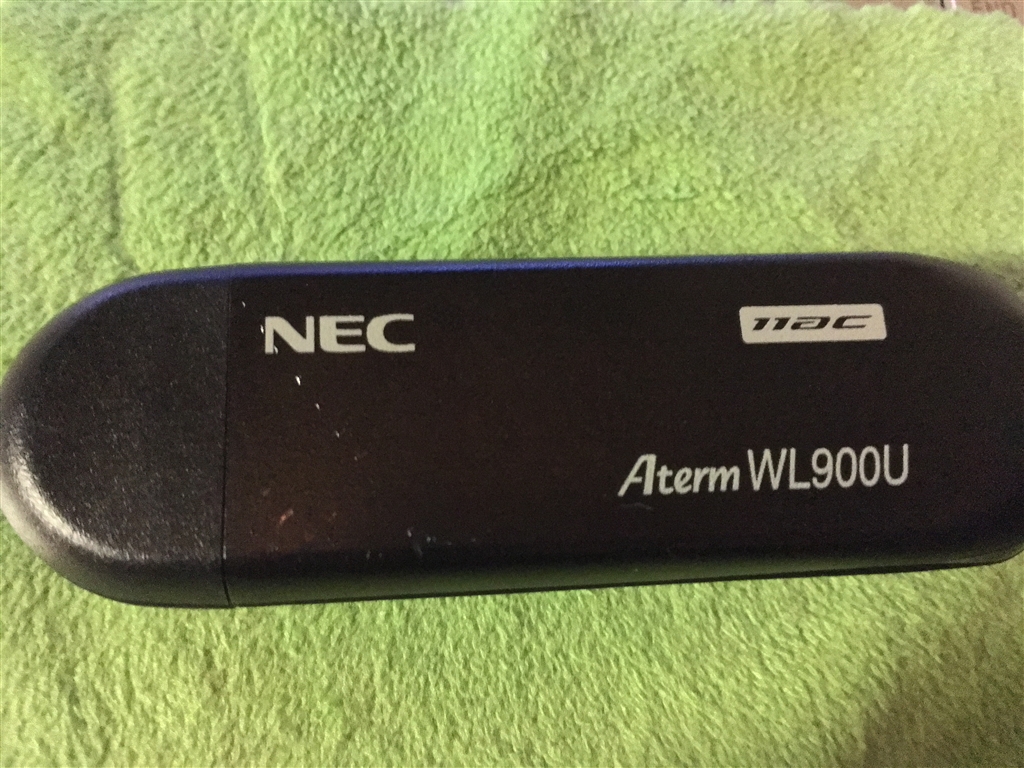 NEC
11ac
Aterm WL900U